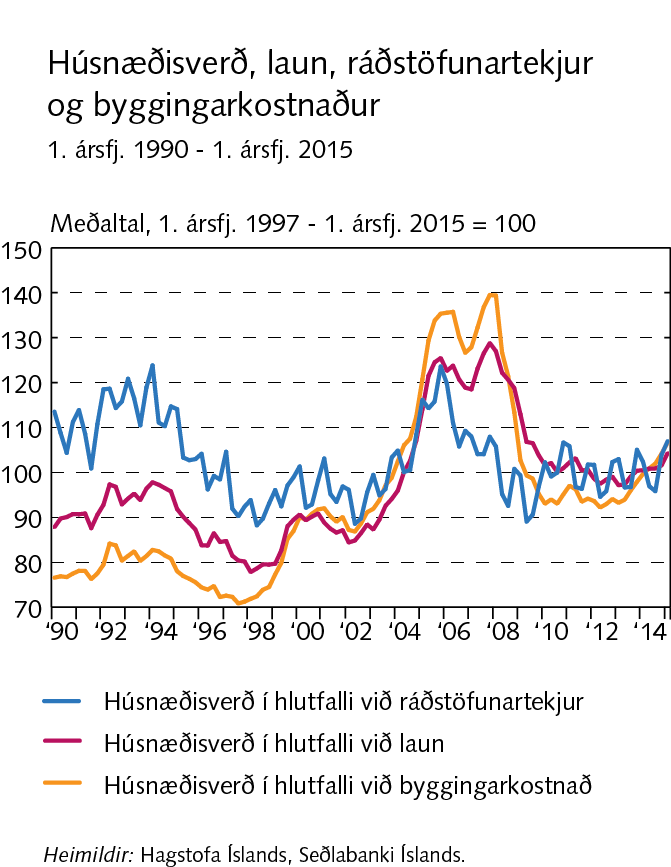 Húsnæðisverð, laun, ráðstöfunartekjur
og byggingarkostnaður
1. ársfj. 1990 - 1. ársfj. 2015
Meðaltal, 1. ársfj. 1997 - 1. ársfj. 2015 = 100
150
140
130
120
110
100
90
80
70
‘90 ‘92 ‘94 ‘96 ‘98 ‘00 ‘02 ‘04 ‘06 ‘08 ‘10 ‘12 ‘14
Húsnæðisverð í hlutfalli við ráðstöfunartekjur
Húsnæðisverð í hlutfalli við laun
Húsnæðisverð í hlutfalli við byggingarkostnað
Heimildir: Hagstofa Íslands, Seðlabanki Íslands.